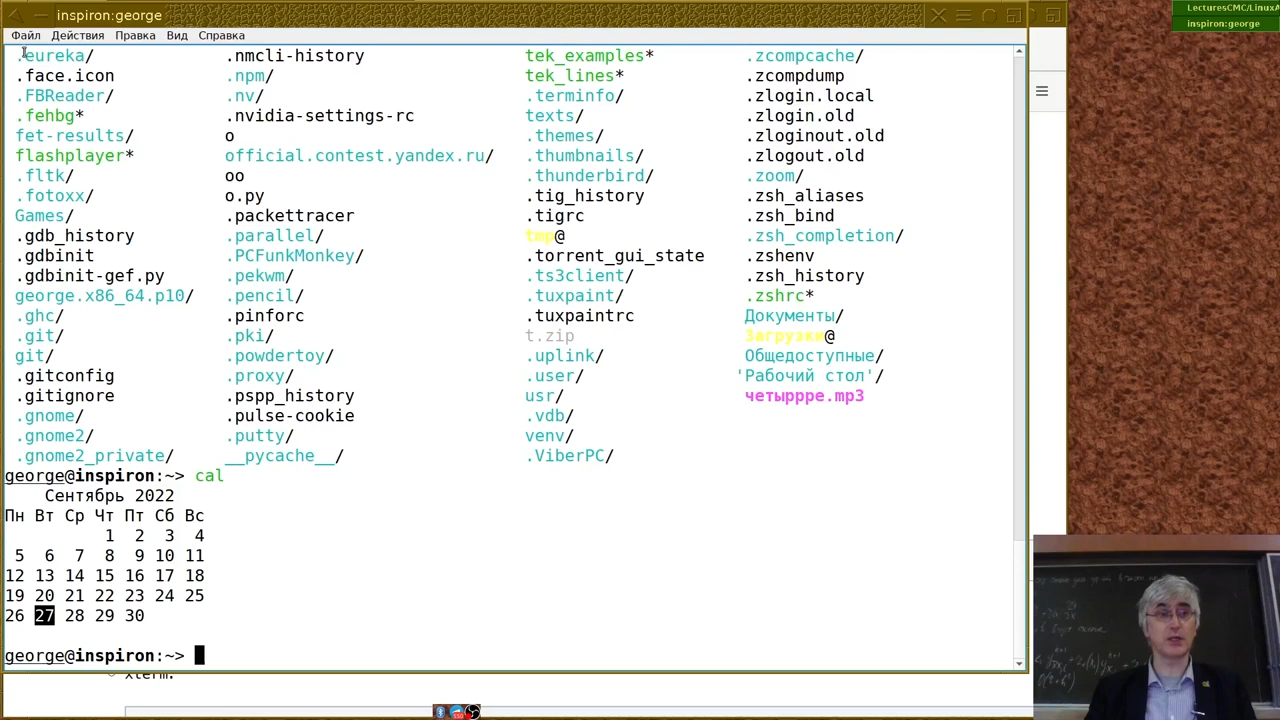 inspiron:george
LecturesCMC/LinuxA
inspiron:george
Файл Действия Правка Вид Справка
.eureka/ .nmcli-history tek_examples* .zcompcache/
.face.icon .npm/ tek_lines* .zcompdump
.FBReader/ .nv/ .terminfo/ .zlogin.local
.fehbg* .nvidia-settings-rc texts/ .zlogin.old
fet-results/ o .themes/ .zloginout.old
flashplayer* official.contest.yandex.ru/ .thumbnails/ .zlogout.old
.fltk/ oo .thunderbird/ .zoom/
.fotoxx/ o.py .tig_history .zsh_aliases
Games/ .packettracer .tigrc .zsh_bind
.gdb_history .parallel/ tmp@ .zsh_completion/
.gdbinit .PCFunkMonkey/ .torrent_gui_state .zshenv
.gdbinit-gef.py .pekwm/ .ts3client/ .zsh_history
george.x86_64.p10/ .pencil/ .tuxpaint/ .zshrc*
.ghc/ .pinforc .tuxpaintrc Документы/
.git/ .pki/ t.zip Загрузки@
git/ .powdertoy/ .uplink/ Общедоступные/
.gitconfig .proxy/ .user/ 'Рабочий стол'/
.gitignore .pspp_history usr/ четырppe.mp3
.gnome/ .pulse-cookie .vdb/
.gnome2/ .putty/ venv/
.gnome2_private/ __pycache__/ .ViberPC/
george@inspiron:~> cal
Сентябрь 2022
Пн Вт Ср Чт Пт Сб Вс
1 2 3 4
5 6 7 8 9 10 11
12 13 14 15 16 17 18
19 20 21 22 23 24 25
26 27 28 29 30
george@inspiron:~>
xterm.